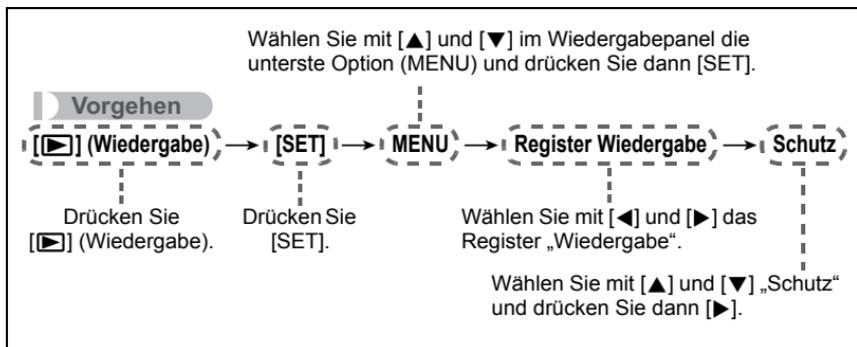 Wählen Sie mit [▲] und [▼] im Wiedergabepanel die
unterste Option (MENU) und drücken Sie dann [SET].
Vorgehen
[▶] (Wiedergabe) → [SET] → MENU → Register Wiedergabe → Schutz
Drücken Sie
[▶] (Wiedergabe).
Drücken Sie
[SET].
Wählen Sie mit [◀] und [▶] das
Register „Wiedergabe“.
Wählen Sie mit [▲] und [▼] „Schutz“
und drücken Sie dann [▶].